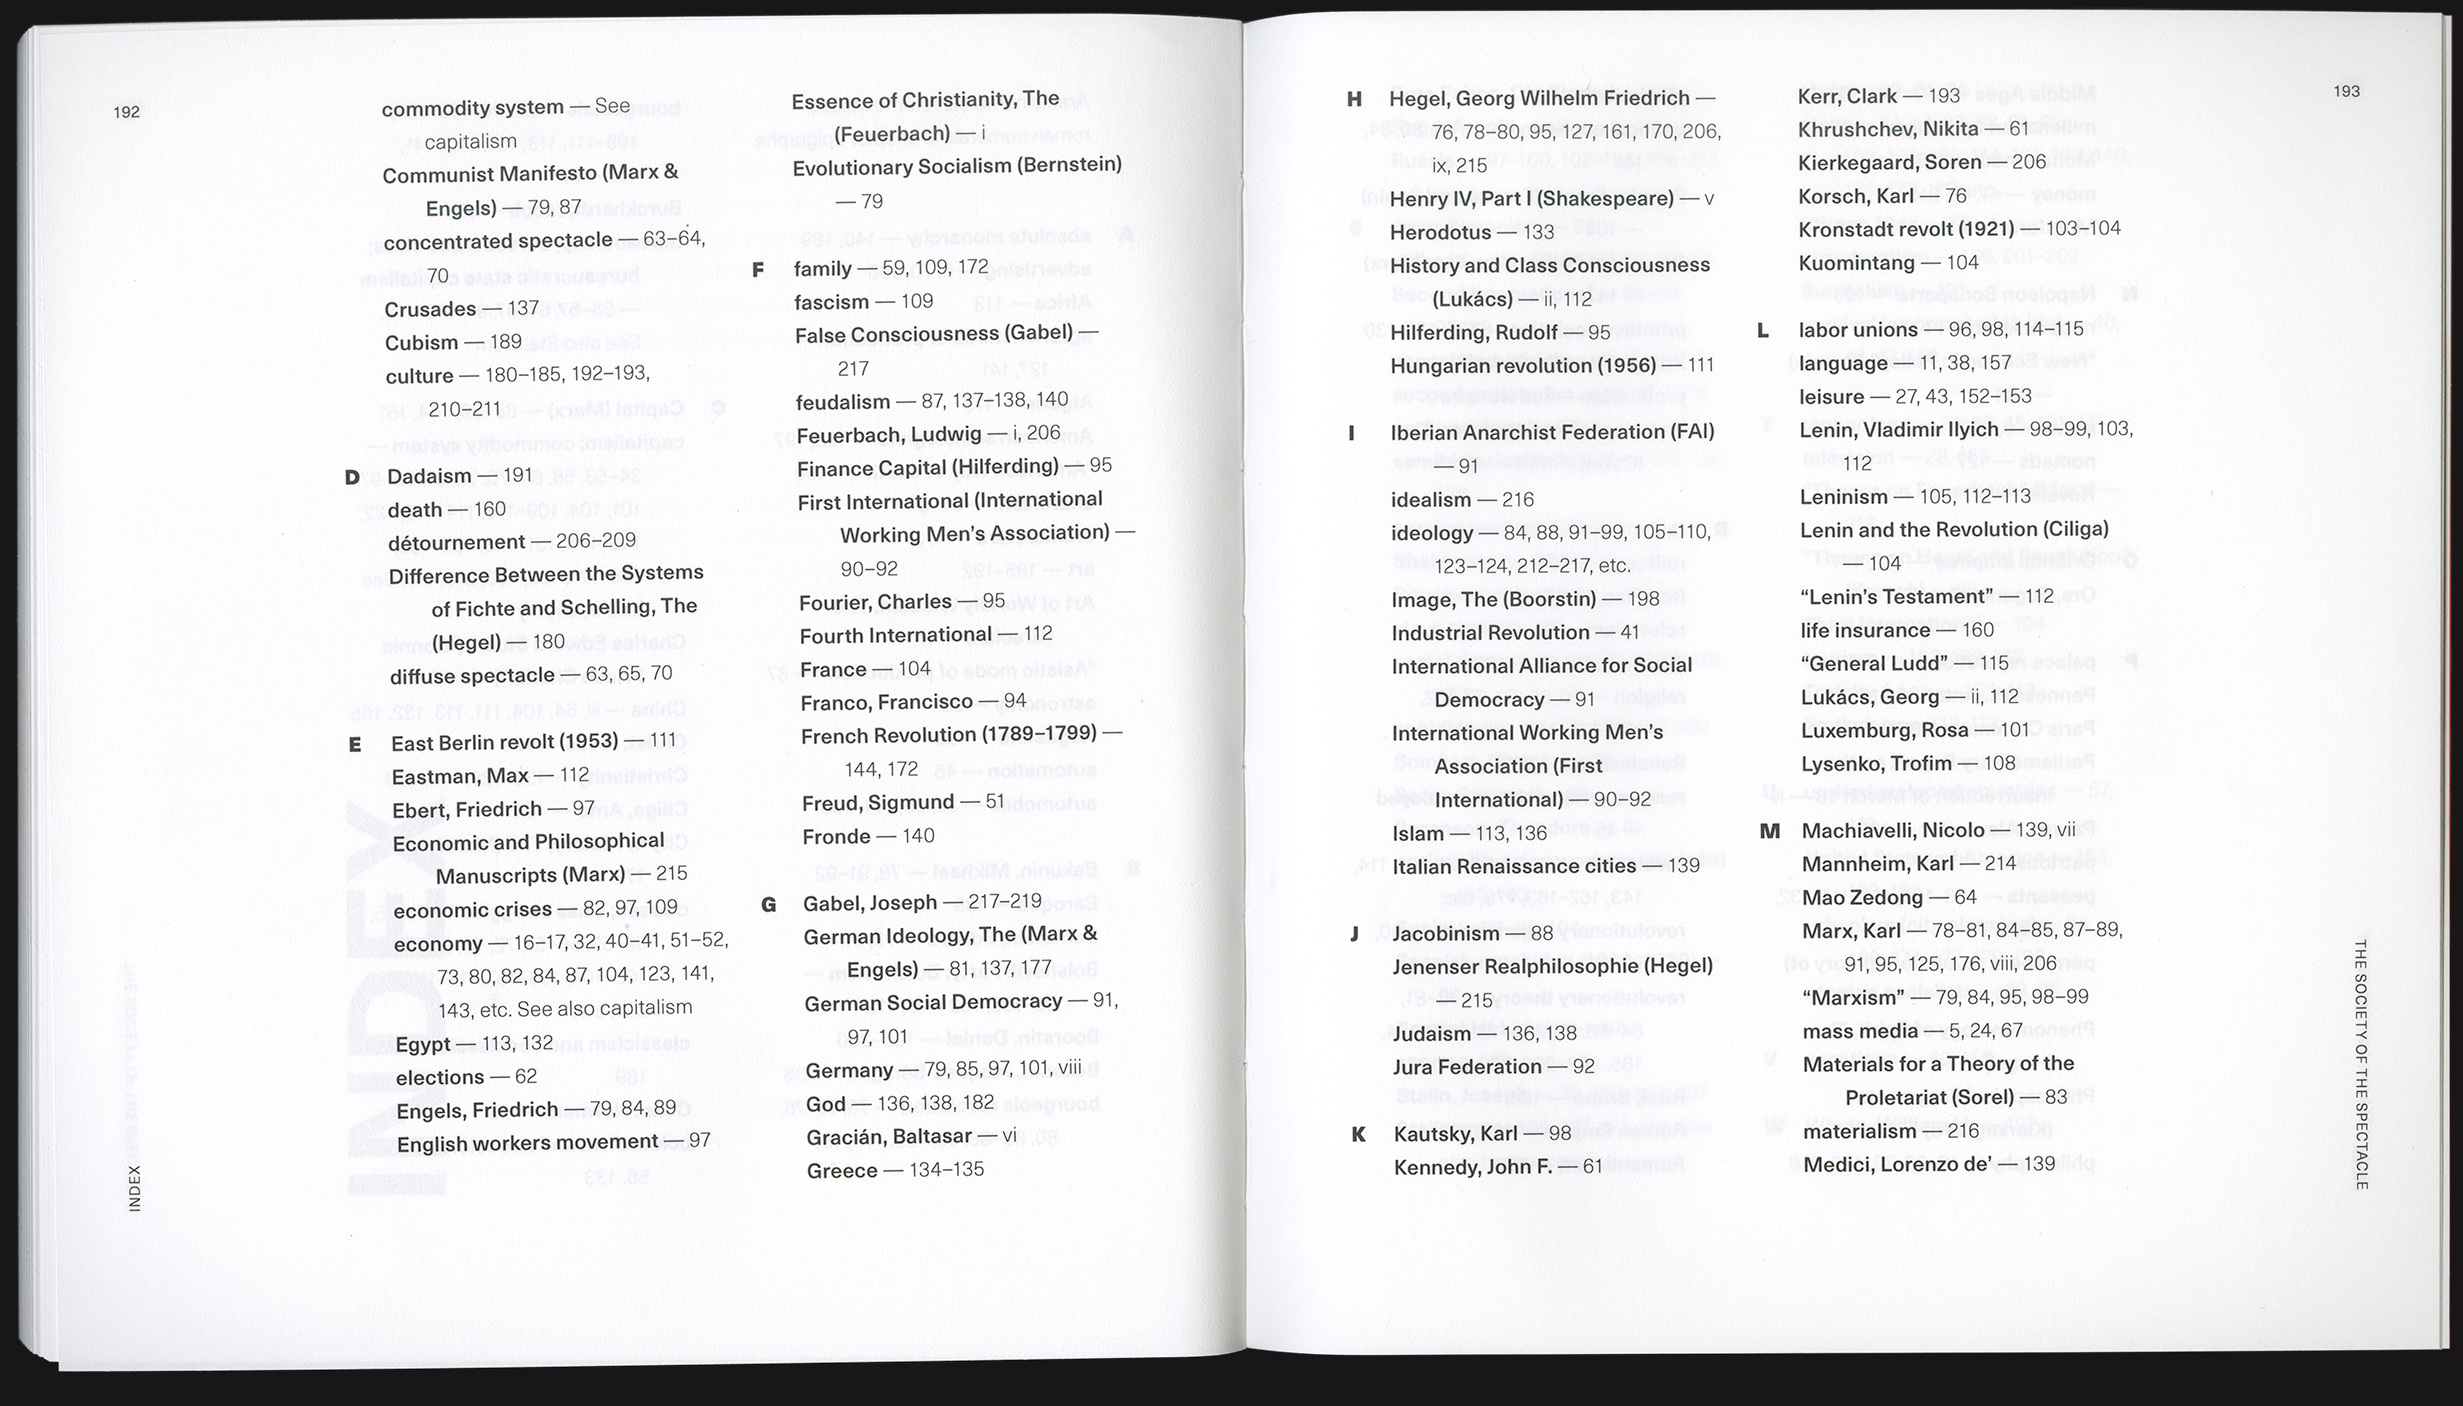 192
commodity system — See
capitalism
Communist Manifesto (Marx &
Engels) — 79, 87
concentrated spectacle — 63–64,
70
Crusades — 137
Cubism — 189
culture — 180–185, 192–193,
210–211
D Dadaism — 191
death — 160
détournement — 206–209
Difference Between the Systems
of Fichte and Schelling, The
(Hegel) — 180
diffuse spectacle — 63, 65, 70
E East Berlin revolt (1953) — 111
Eastman, Max — 112
Ebert, Friedrich — 97
Economic and Philosophical
Manuscripts (Marx) — 215
economic crises — 82, 97, 109
economy — 16–17, 32, 40–41, 51–52,
73, 80, 82, 84, 87, 104, 123, 141,
143, etc. See also capitalism
Egypt — 113, 132
elections — 62
Engels, Friedrich — 79, 84, 89
English workers movement — 97
Essence of Christianity, The
(Feuerbach) — i
Evolutionary Socialism (Bernstein)
— 79
F family — 59, 109, 172
fascism — 109
False Consciousness (Gabel) —
217
feudalism — 87, 137–138, 140
Feuerbach, Ludwig — i, 206
Finance Capital (Hilferding) — 95
First International (International
Working Men's Association) —
90–92
Fourier, Charles — 95
Fourth International — 112
France — 104
Franco, Francisco — 94
French Revolution (1789–1799) —
144, 172
Freud, Sigmund — 51
Fronde — 140
G Gabel, Joseph — 217–219
German Ideology, The (Marx &
Engels) — 81, 137, 177
German Social Democracy — 91,
97, 101
Germany — 79, 85, 97, 101, viii
God — 136, 138, 182
Gracián, Baltasar — vi
Greece — 134–135
INDEX
H Hegel, Georg Wilhelm Friedrich —
76, 78–80, 95, 127, 161, 170, 206,
ix, 215
Henry IV, Part I (Shakespeare) — v
Herodotus — 133
History and Class Consciousness
(Lukács) — ii, 112
Hilferding, Rudolf — 95
Hungarian revolution (1956) — 111
I Iberian Anarchist Federation (FAI)
— 91
idealism — 216
ideology — 84, 88, 91–99, 105–110,
123–124, 212–217, etc.
Image, The (Boorstin) — 198
Industrial Revolution — 41
International Alliance for Social
Democracy — 91
International Working Men's
Association (First
International) — 90–92
Islam — 113, 136
Italian Renaissance cities — 139
J Jacobinism — 88
Jenenser Realphilosophie (Hegel)
— 215
Judaism — 136, 138
Jura Federation — 92
K Kautsky, Karl — 98
Kennedy, John F. — 61
Kerr, Clark — 193
Khrushchev, Nikita — 61
Kierkegaard, Soren — 206
Korsch, Karl — 76
Kronstadt revolt (1921) — 103–104
Kuomintang — 104
L labor unions — 96, 98, 114–115
language — 11, 38, 157
leisure — 27, 43, 152–153
Lenin, Vladimir Ilyich — 98–99, 103,
112
Leninism — 105, 112–113
Lenin and the Revolution (Ciliga)
— 104
“Lenin's Testament” — 112
life insurance — 160
“General Ludd” — 115
Lukács, Georg — ii, 112
Luxemburg, Rosa — 101
Lysenko, Trofim — 108
M Machiavelli, Nicolo — 139, vii
Mannheim, Karl — 214
Mao Zedong — 64
Marx, Karl — 78–81, 84–85, 87–89,
91, 95, 125, 176, viii, 206
“Marxism” — 79, 84, 95, 98–99
mass media — 5, 24, 67
Materials for a Theory of the
Proletariat (Sorel) — 83
materialism — 216
Medici, Lorenzo de' — 139
193
THE SOCIETY OF THE SPECTACLE